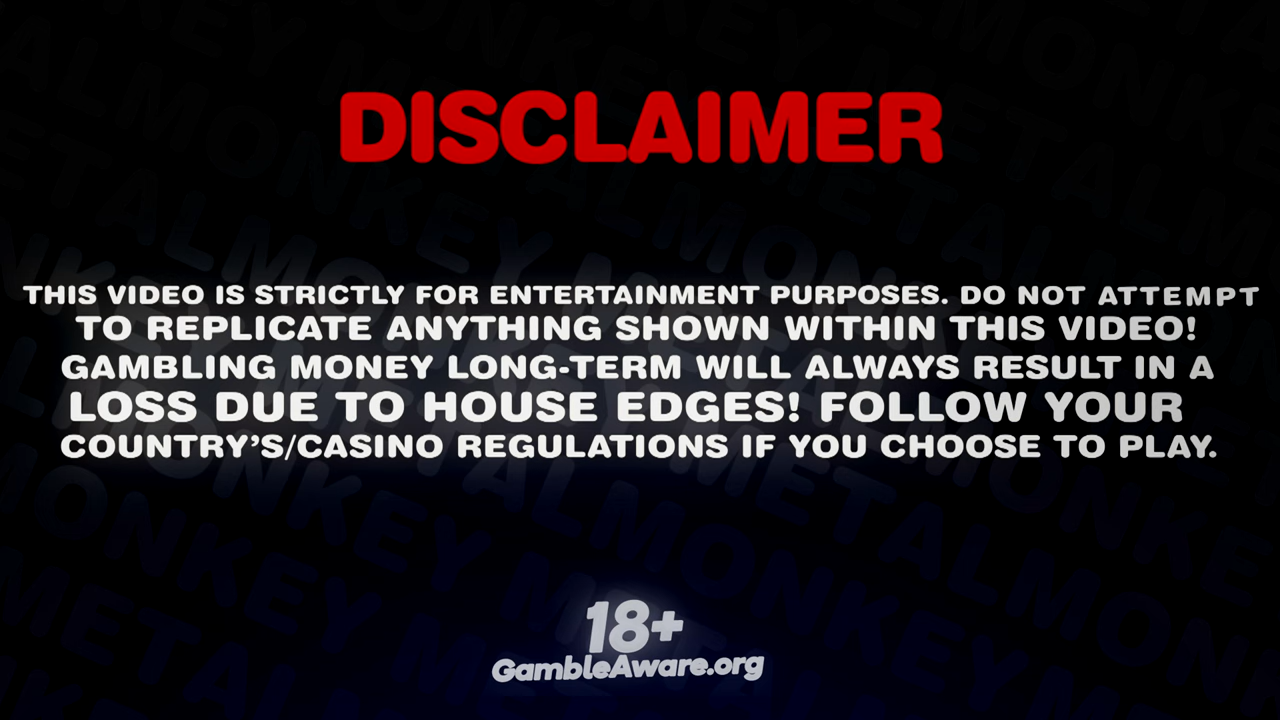 DISCLAIMER
THIS VIDEO IS STRICTLY FOR ENTERTAINMENT PURPOSES. DO NOT ATTEMPT
TO REPLICATE ANYTHING SHOWN WITHIN THIS VIDEO!
GAMBLING MONEY LONG-TERM WILL ALWAYS RESULT IN A
LOSS DUE TO HOUSE EDGES! FOLLOW YOUR
COUNTRY'S/CASINO REGULATIONS IF YOU CHOOSE TO PLAY.
18+
GambleAware.org